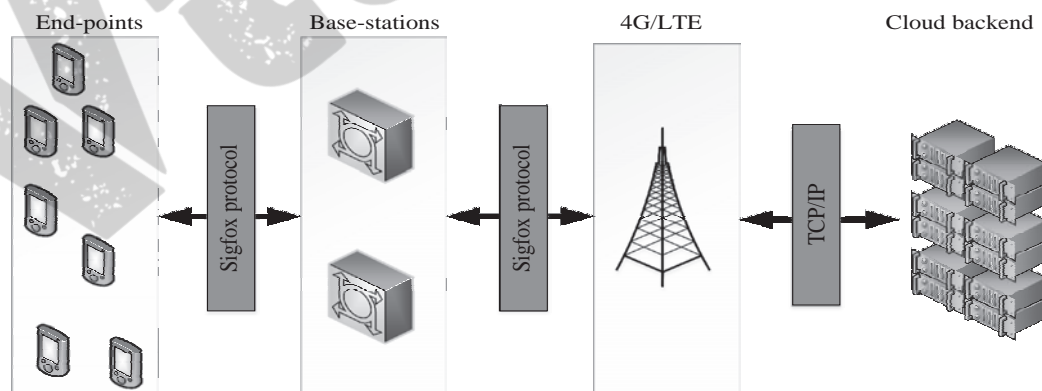 End-points
Base-stations
4G/LTE
Cloud backend
Sigfox protocol
Sigfox protocol
TCP/IP